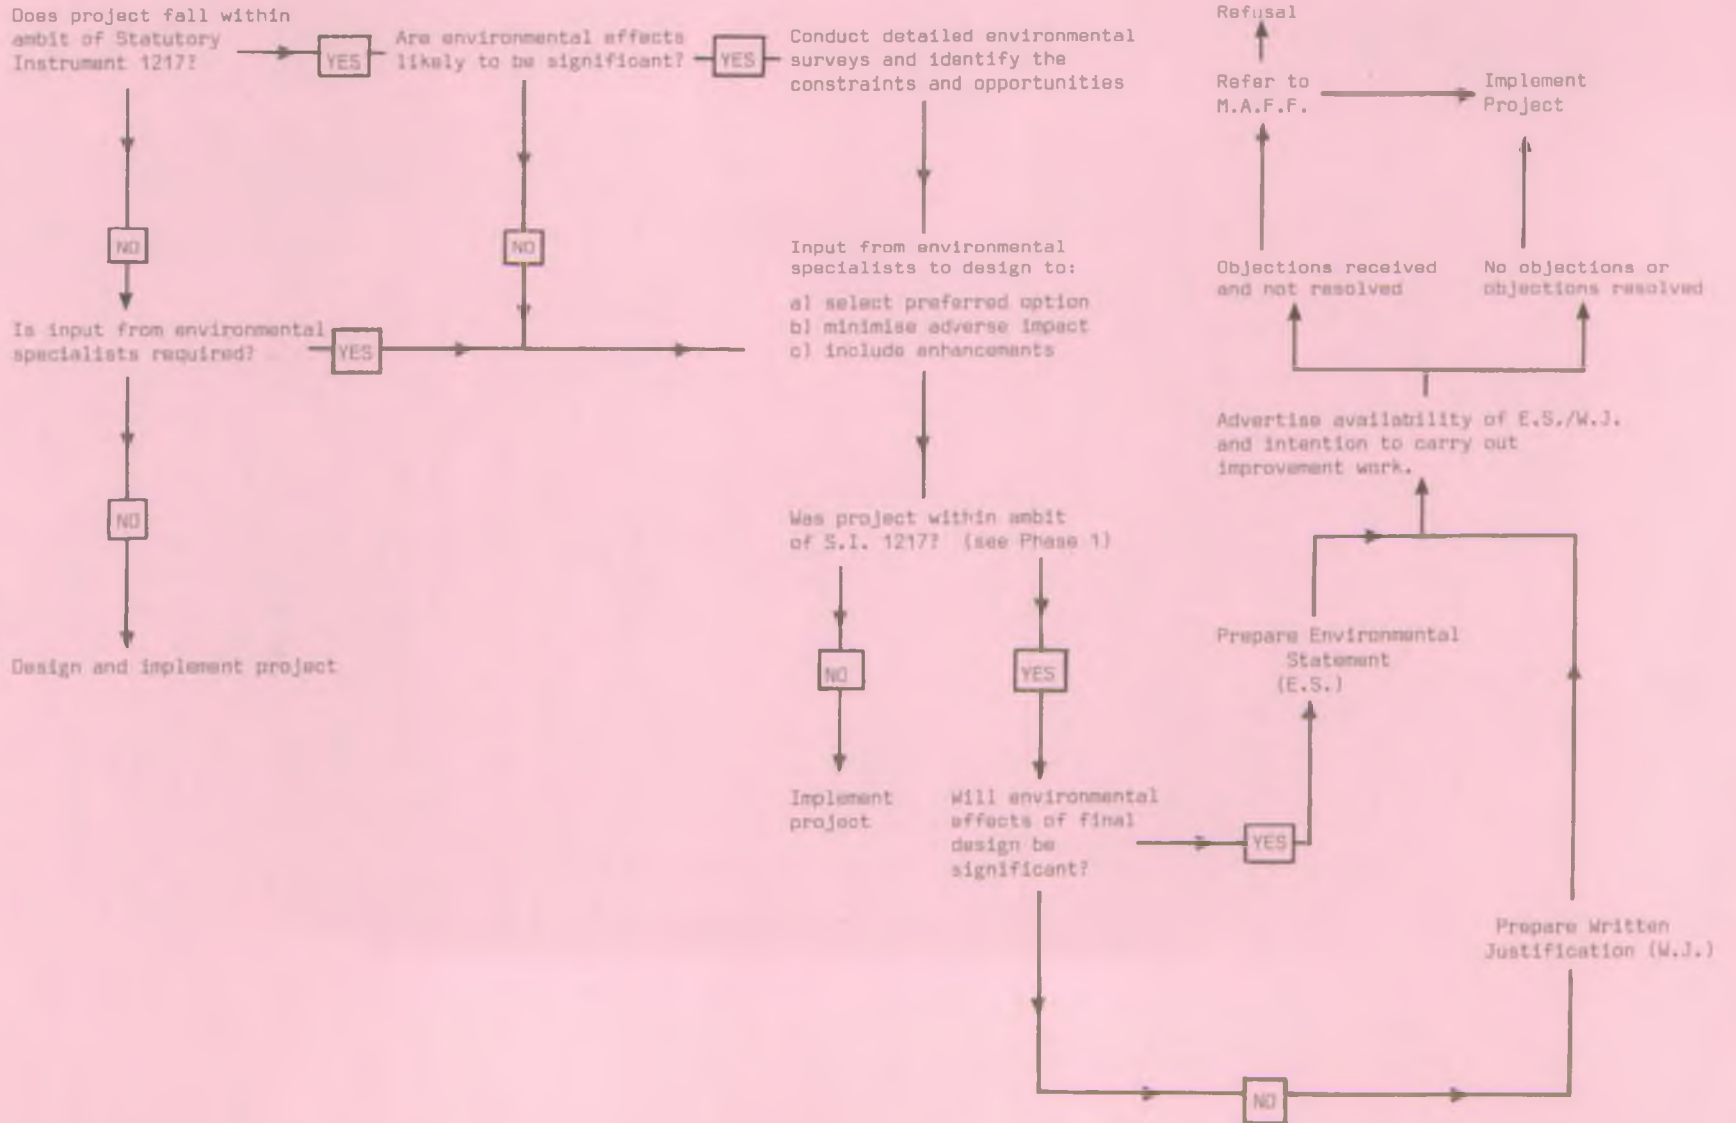 Does project fall within
ambit of Statutory
Instrument 1217?
YES
Are environmental effects
likely to be significant?
YES
Conduct detailed environmental
surveys and identify the
constraints and opportunities
NO
NO
Is input from environmental
specialists required?
YES
NO
Design and implement project
Input from environmental
specialists to design to:
a) select preferred option
b) minimise adverse impact
c) include enhancements
Was project within ambit
of S.I. 1217? (see Phase 1)
NO
YES
Implement
project
Will environmental
effects of final
design be
significant?
YES
NO
Prepare Environmental
Statement
(E.S.)
Prepare Written
Justification (W.J.)
Advertise availability of E.S./W.J.
and intention to carry out
improvement work.
Objections received
and not resolved
No objections or
objections resolved
Refer to
M.A.F.F.
Implement
Project
Refusal